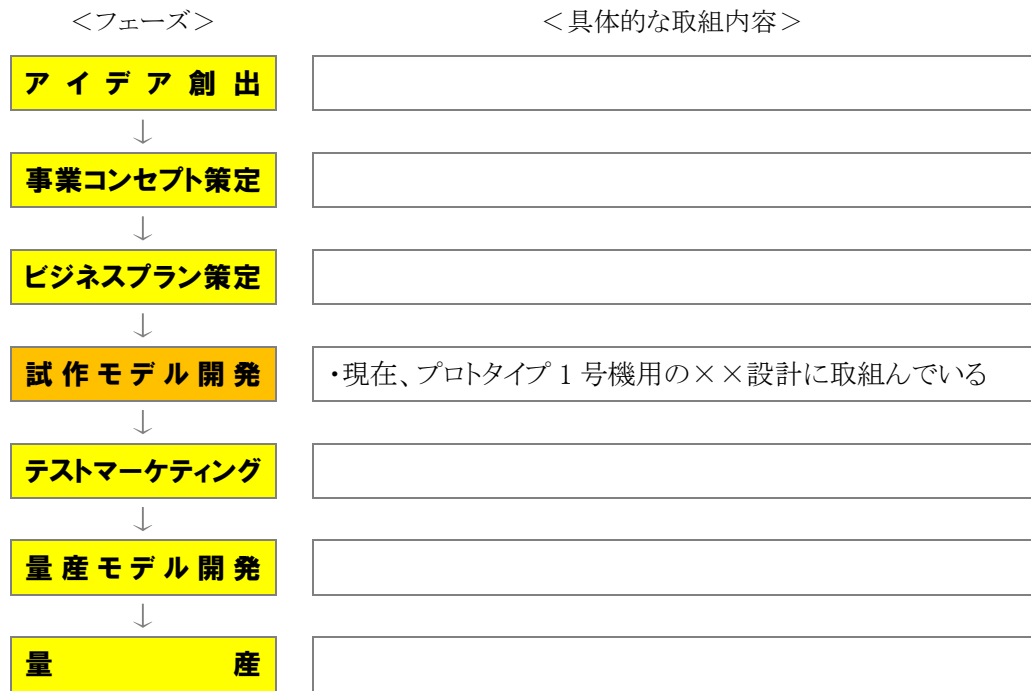 <フェーズ> <具体的な取組内容>
アイデア創出
↓
事業コンセプト策定
↓
ビジネスプラン策定
↓
試作モデル開発 ・現在、プロトタイプ1号機用の××設計に取組んでいる
↓
テストマーケティング
↓
量産モデル開発
↓
量産